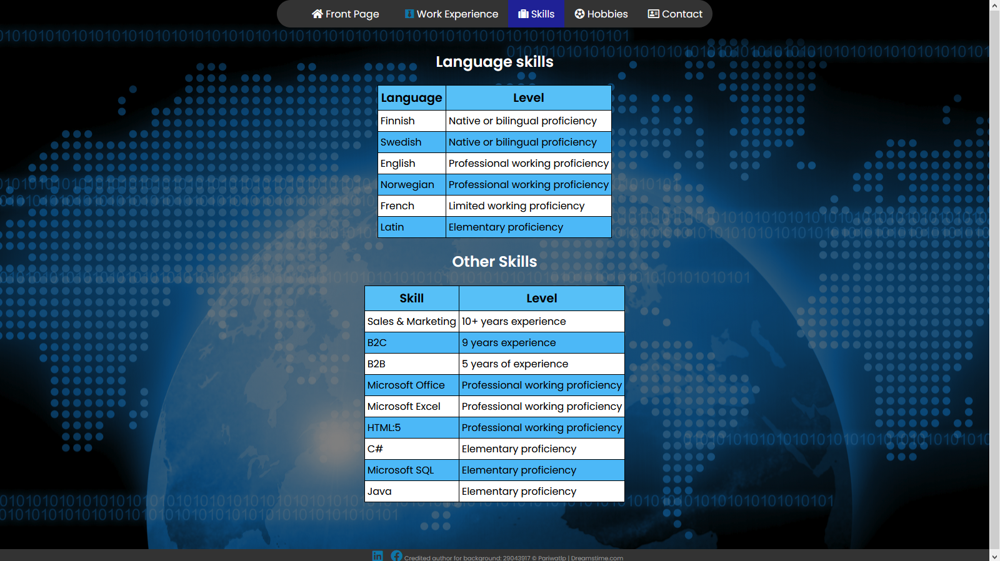 Front Page Work Experience Skills Hobbies Contact
Language skills
Language Level
Finnish Native or bilingual proficiency
Swedish Native or bilingual proficiency
English Professional working proficiency
Norwegian Professional working proficiency
French Limited working proficiency
Latin Elementary proficiency
Other Skills
Skill Level
Sales & Marketing 10+ years experience
B2C 9 years experience
B2B 5 years of experience
Microsoft Office Professional working proficiency
Microsoft Excel Professional working proficiency
HTML:5 Professional working proficiency
C# Elementary proficiency
Microsoft SQL Elementary proficiency
Java Elementary proficiency
Credited author for background: 29043917 © Pariwatlp | Dreamstime.com